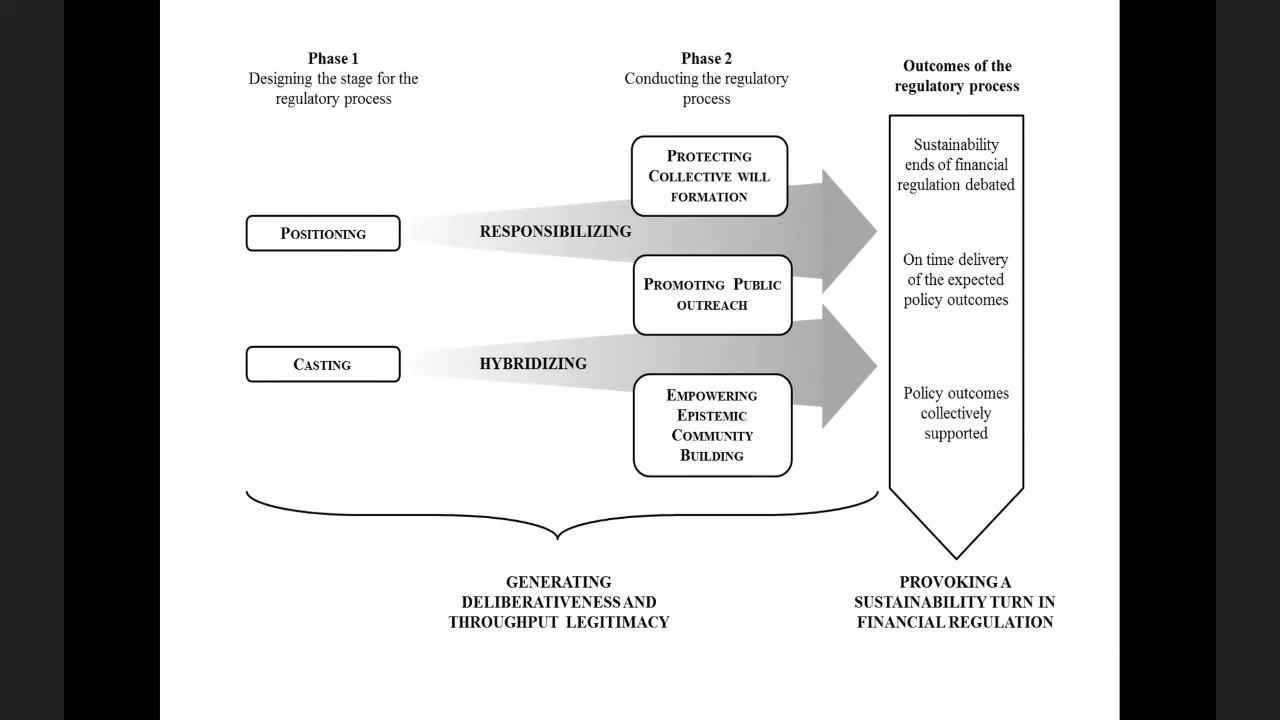 Phase 1
Designing the stage for the
regulatory process
Phase 2
Conducting the regulatory
process
Outcomes of the
regulatory process
POSITIONING
CASTING
RESPONSIBILIZING
HYBRIDIZING
PROTECTING
COLLECTIVE WILL
FORMATION
PROMOTING PUBLIC
OUTREACH
EMPOWERING
EPISTEMIC
COMMUNITY
BUILDING
Sustainability
ends of financial
regulation debated
On time delivery
of the expected
policy outcomes
Policy outcomes
collectively
supported
GENERATING
DELIBERATIVENESS AND
THROUGHPUT LEGITIMACY
PROVOKING A
SUSTAINABILITY TURN IN
FINANCIAL REGULATION